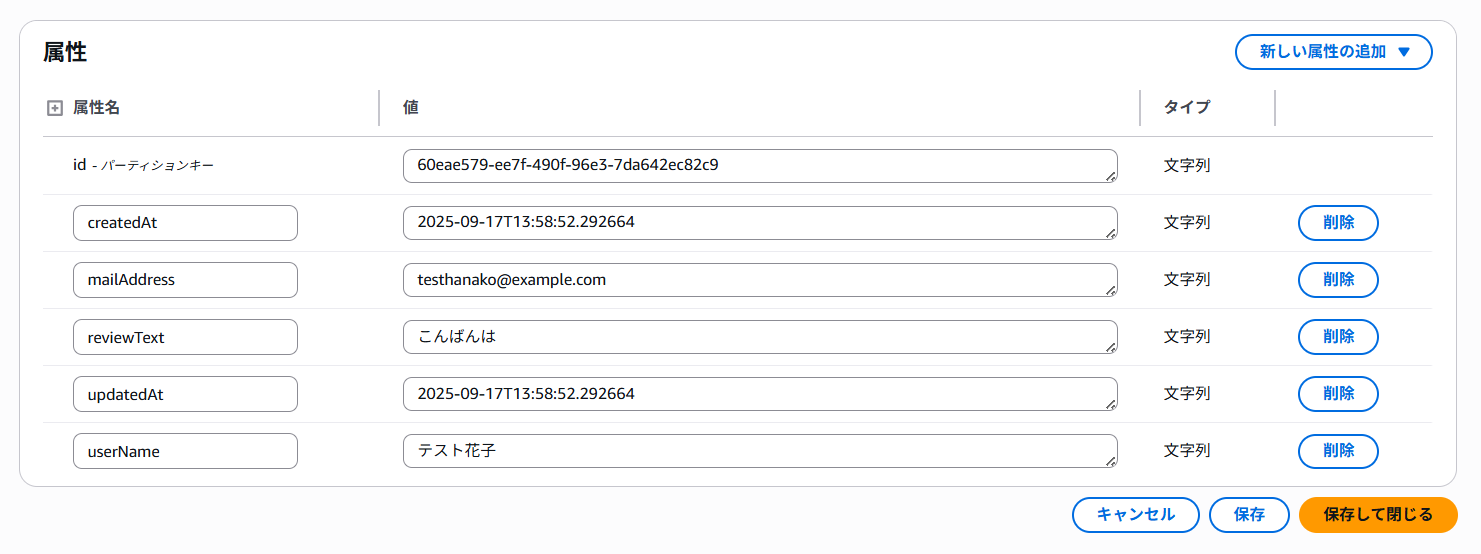 属性
新しい属性の追加
属性名 値 タイプ
id - パーティションキー 60eae579-ee7f-490f-96e3-7da642ec82c9 文字列
createdAt 2025-09-17T13:58:52.292664 文字列 削除
mailAddress testhanako@example.com 文字列 削除
reviewText こんばんは 文字列 削除
updatedAt 2025-09-17T13:58:52.292664 文字列 削除
userName テスト花子 文字列 削除
キャンセル 保存 保存して閉じる